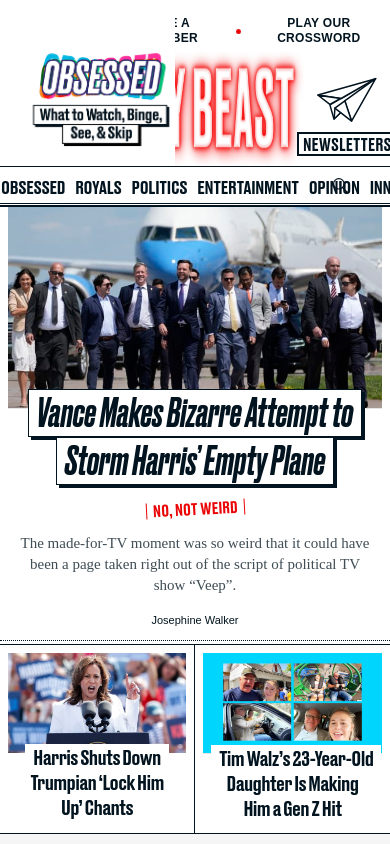 E A
BER
PLAY OUR
CROSSWORD
OBSESSED
What to Watch, Binge,
See, & Skip
Y BEAST
NEWSLETTERS
OBSESSED ROYALS POLITICS ENTERTAINMENT OPINION INN
Vance Makes Bizarre Attempt to
Storm Harris’ Empty Plane
NO, NOT WEIRD
The made-for-TV moment was so weird that it could have
been a page taken right out of the script of political TV
show “Veep”.
Josephine Walker
Harris Shuts Down
Trumpian ‘Lock Him
Up’ Chants
Tim Walz’s 23-Year-Old
Daughter Is Making
Him a Gen Z Hit